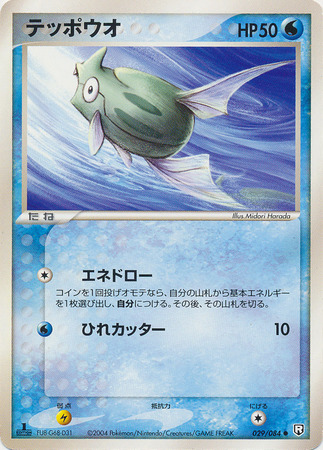 テッポウオ HP50
たね
Illus.Midori Harada
エネドロー
コインを1回投げオモテなら、自分の山札から基本エネルギー
を1枚選び出し、自分につける。その後、その山札を切る。
ひれカッター 10
弱点 抵抗力 にげる
1
FUB-G68-031 ©2004 Pokémon/Nintendo/Creatures/GAME FREAK 029/084